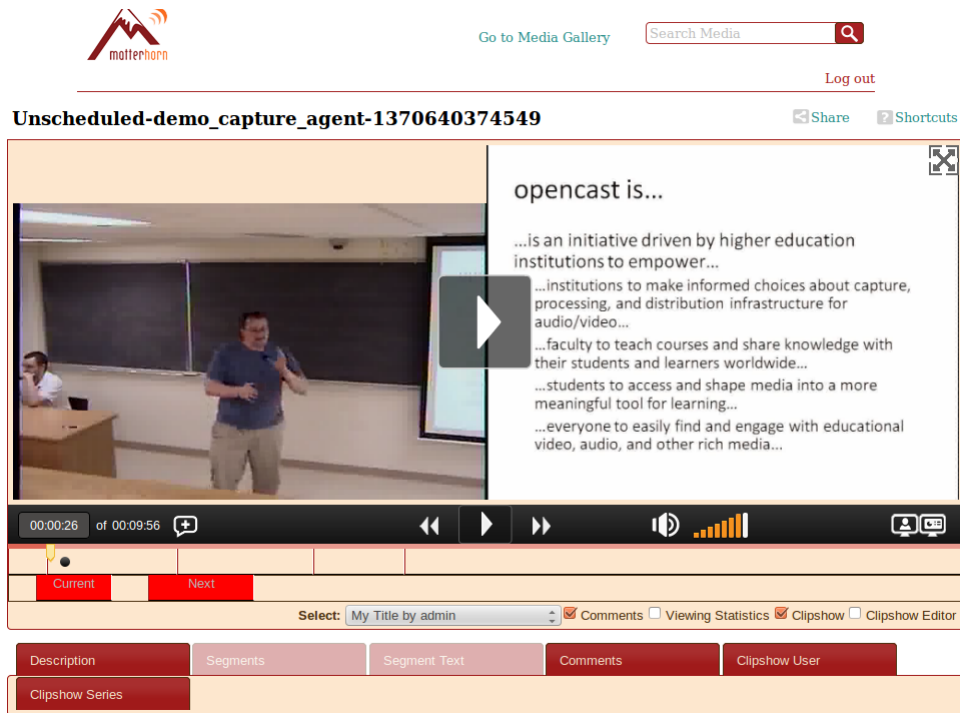 matterhorn
Go to Media Gallery
Search Media
Log out
Unscheduled-demo_capture_agent-1370640374549
Share
Shortcuts
opencast is...
...is an initiative driven by higher education
institutions to empower...
...institutions to make informed choices about capture,
processing, and distribution infrastructure for
audio/video...
...faculty to teach courses and share knowledge with
their students and learners worldwide...
...students to access and shape media into a more
meaningful tool for learning...
...everyone to easily find and engage with educational
video, audio, and other rich media...
00:00:26 of 00:09:56
Current
Next
Select: My Title by admin Comments Viewing Statistics Clipshow Clipshow Editor
Description
Segments
Segment Text
Comments
Clipshow User
Clipshow Series